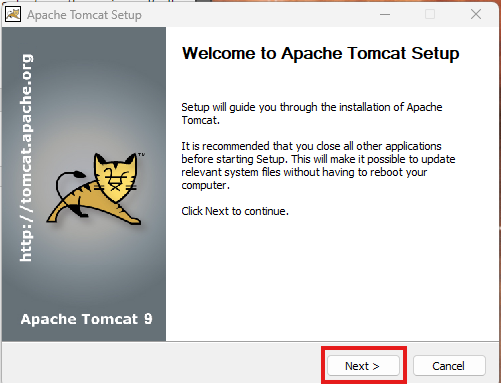 Apache Tomcat Setup
http://tomcat.apache.org
TM
Apache Tomcat 9
Welcome to Apache Tomcat Setup
Setup will guide you through the installation of Apache
Tomcat.
It is recommended that you close all other applications
before starting Setup. This will make it possible to update
relevant system files without having to reboot your
computer.
Click Next to continue.
Next >
Cancel